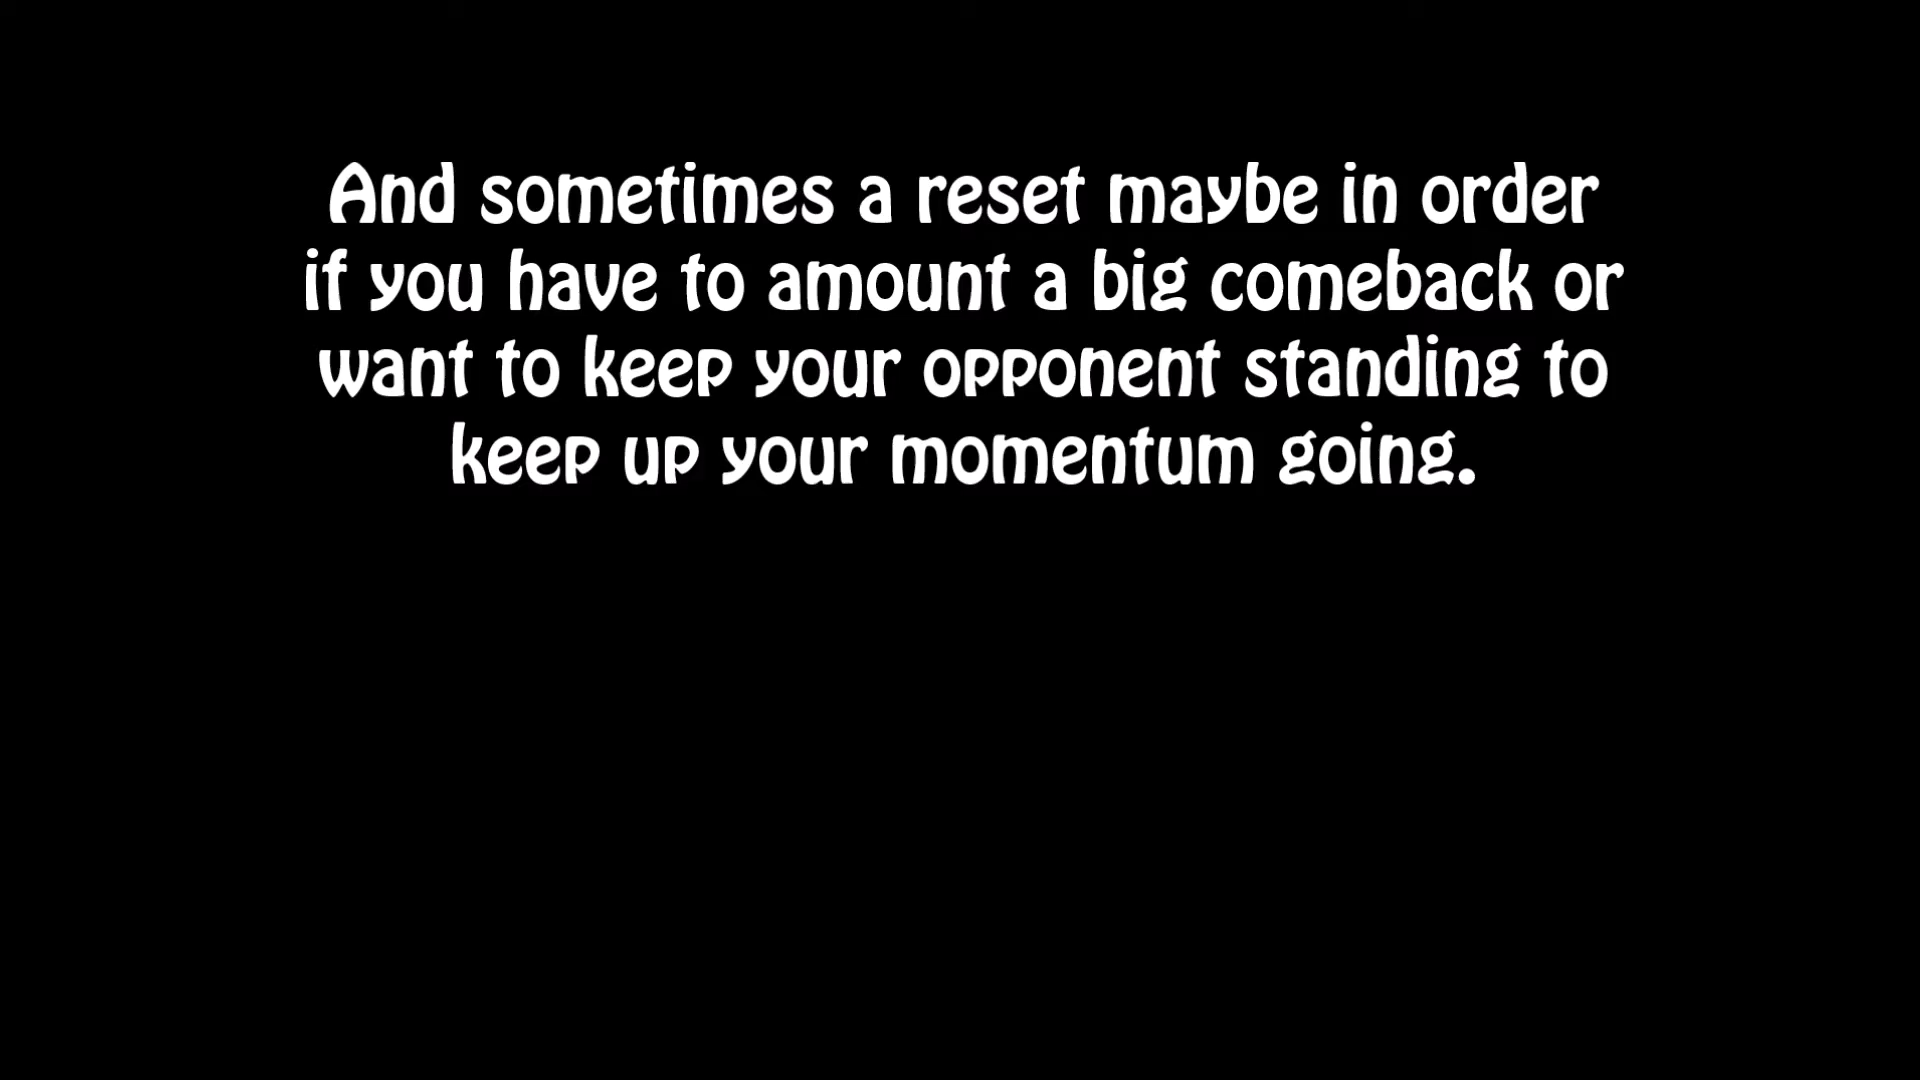 And sometimes a reset maybe in order
if you have to amount a big comeback or
want to keep your opponent standing to
keep up your momentum going.